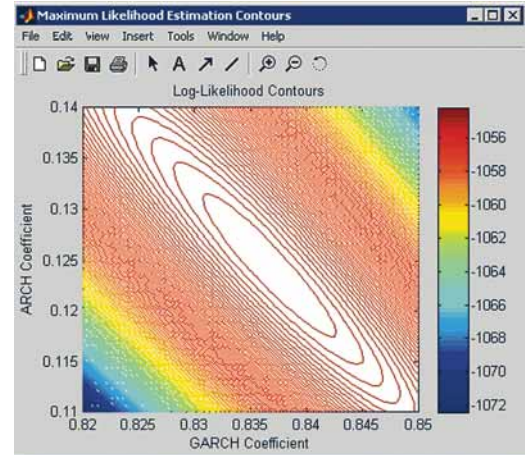 Maximum Likelihood Estimation Contours
File Edit View Insert Tools Window Help
A
Log-Likelihood Contours
0.14
0.135
0.13
0.125
0.12
0.115
0.11
ARCH Coefficient
0.82 0.825 0.83 0.835 0.84 0.845 0.85
GARCH Coefficient
-1056
-1058
-1060
-1062
-1064
-1066
-1068
-1070
-1072